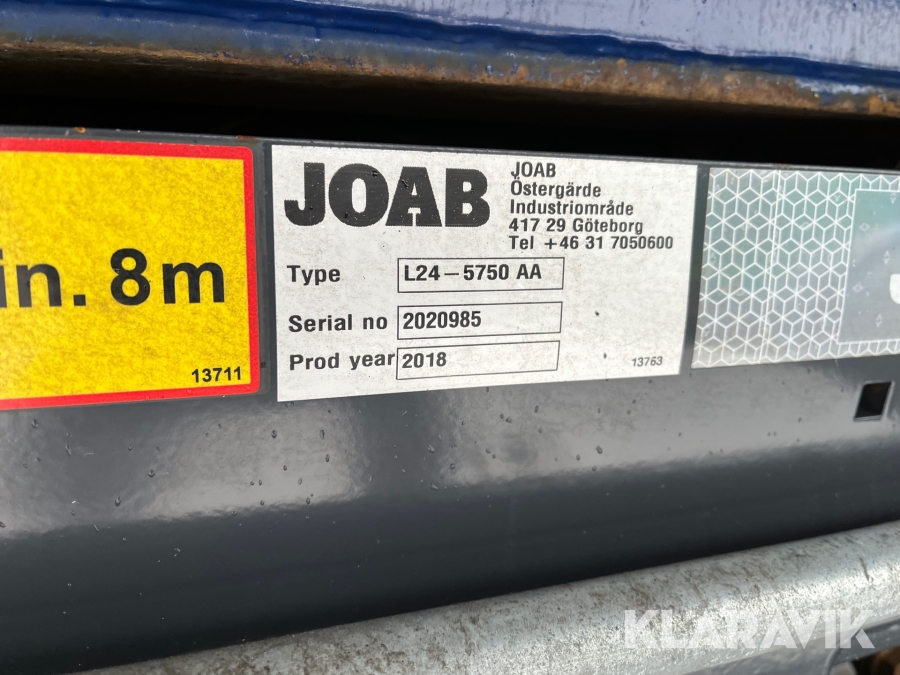 in. 8m
13711
JOAB
JOAB
Östergärde
Industriområde
417 29 Göteborg
Tel +46 31 7050600
Type L24-5750 AA
Serial no 2020985
Prod year 2018
13763
KLARAVIK